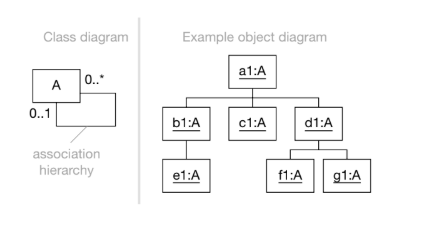 Class diagram
Example object diagram
A
0..*
0..1
association
hierarchy
a1:A
b1:A
c1:A
d1:A
e1:A
f1:A
g1:A